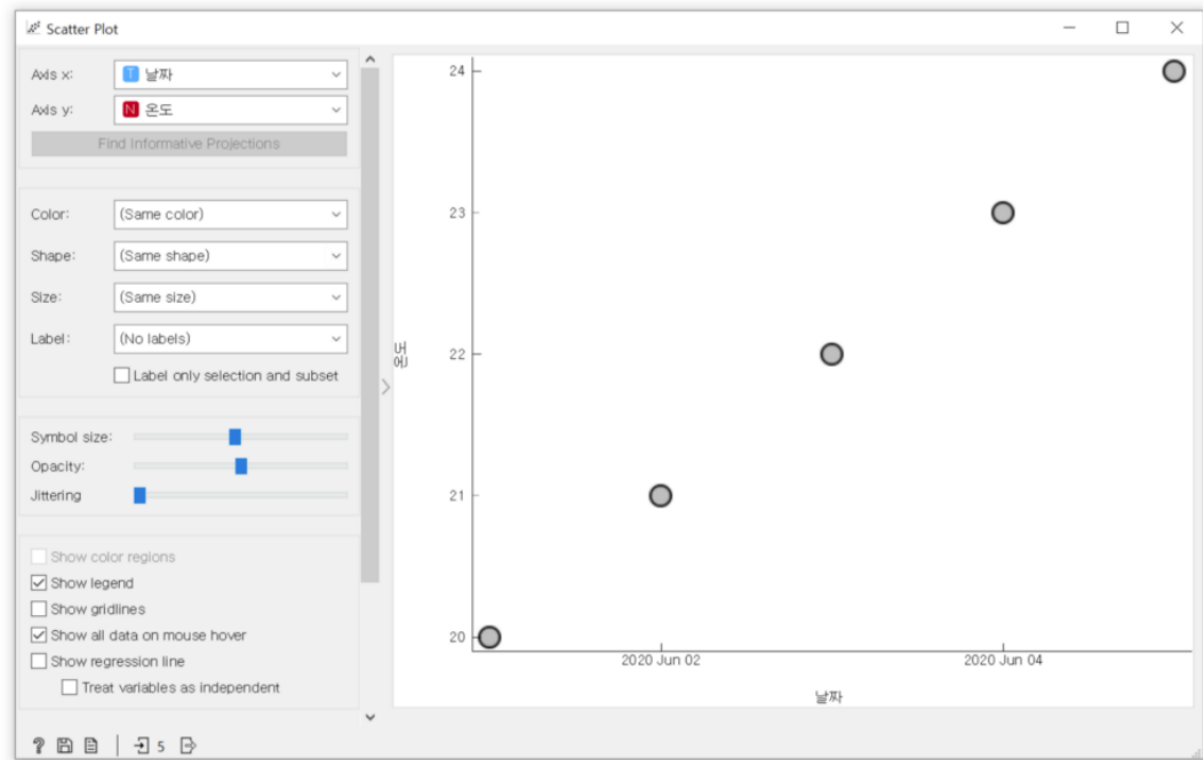 Scatter Plot
Axis x: T 날짜
Axis y: N 온도
Find Informative Projections
Color: (Same color)
Shape: (Same shape)
Size: (Same size)
Label: (No labels)
Label only selection and subset
Symbol size:
Opacity:
Jittering
Show color regions
Show legend
Show gridlines
Show all data on mouse hover
Show regression line
Treat variables as independent
? 5
24
23
22
21
20
온도
2020 Jun 02 2020 Jun 04
날짜